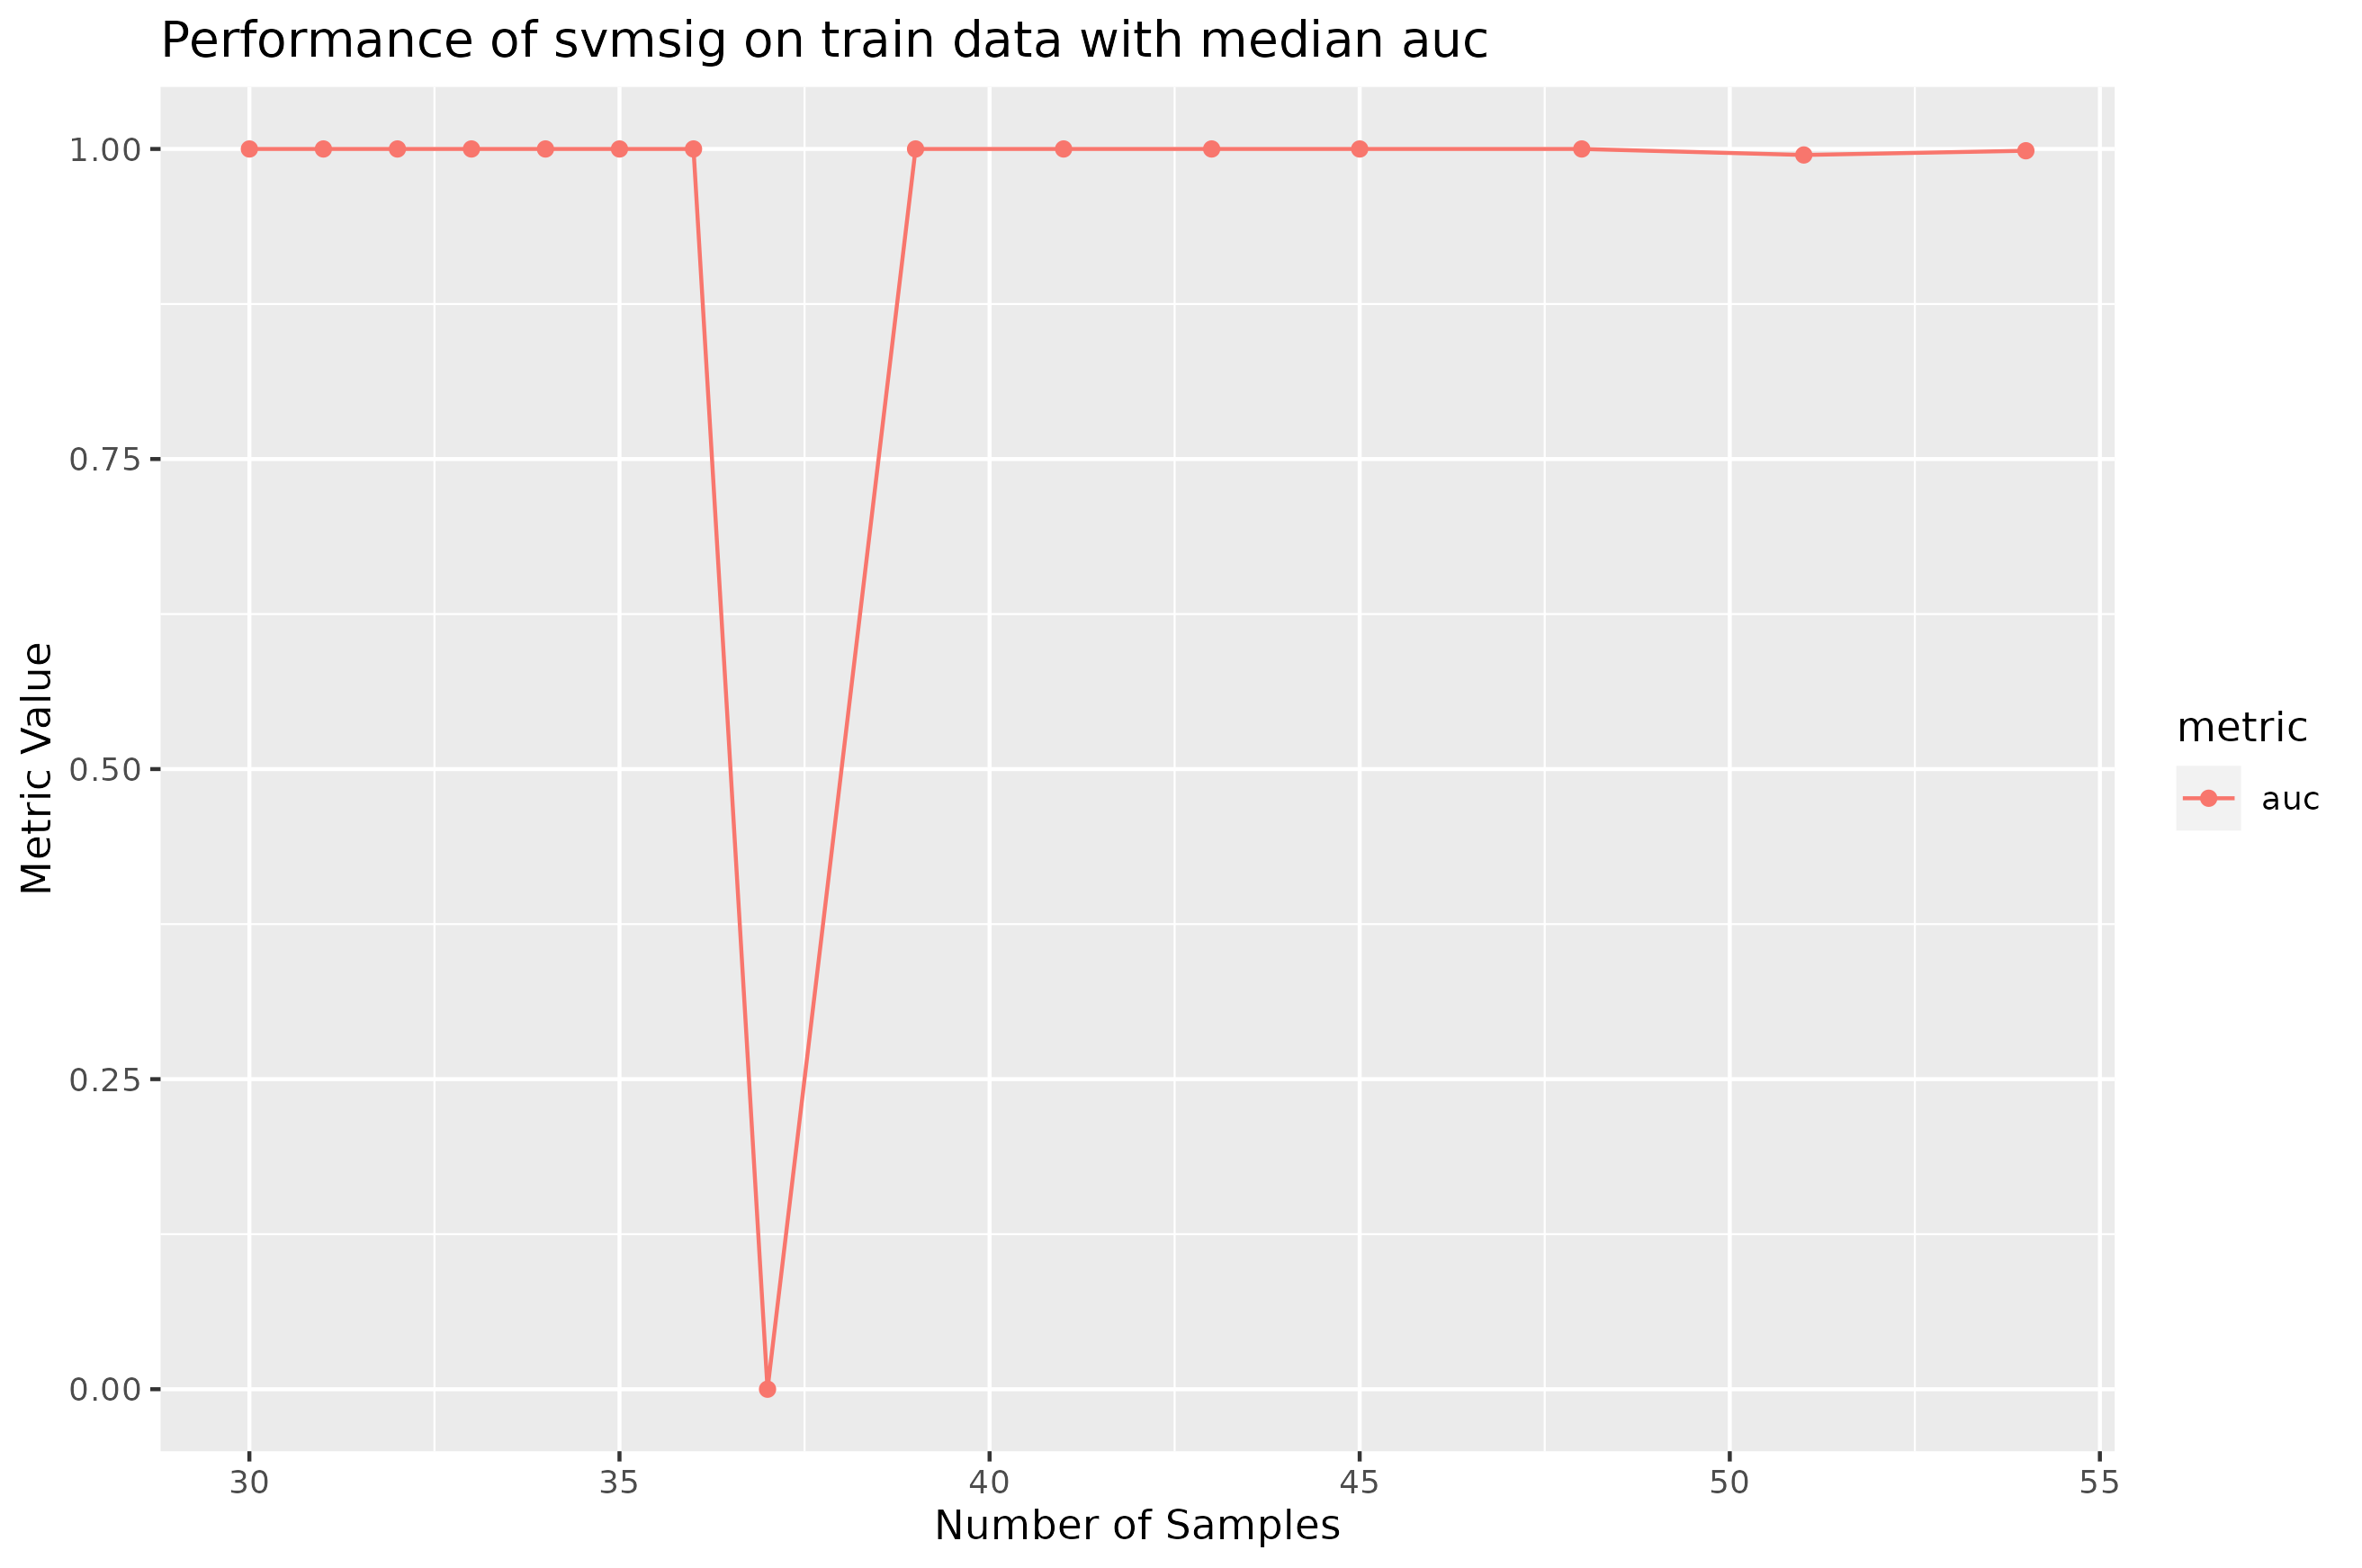 Performance of svmsig on train data with median auc
1.00
0.75
0.50
0.25
0.00
Metric Value
30 35 40 45 50 55
Number of Samples
metric
auc